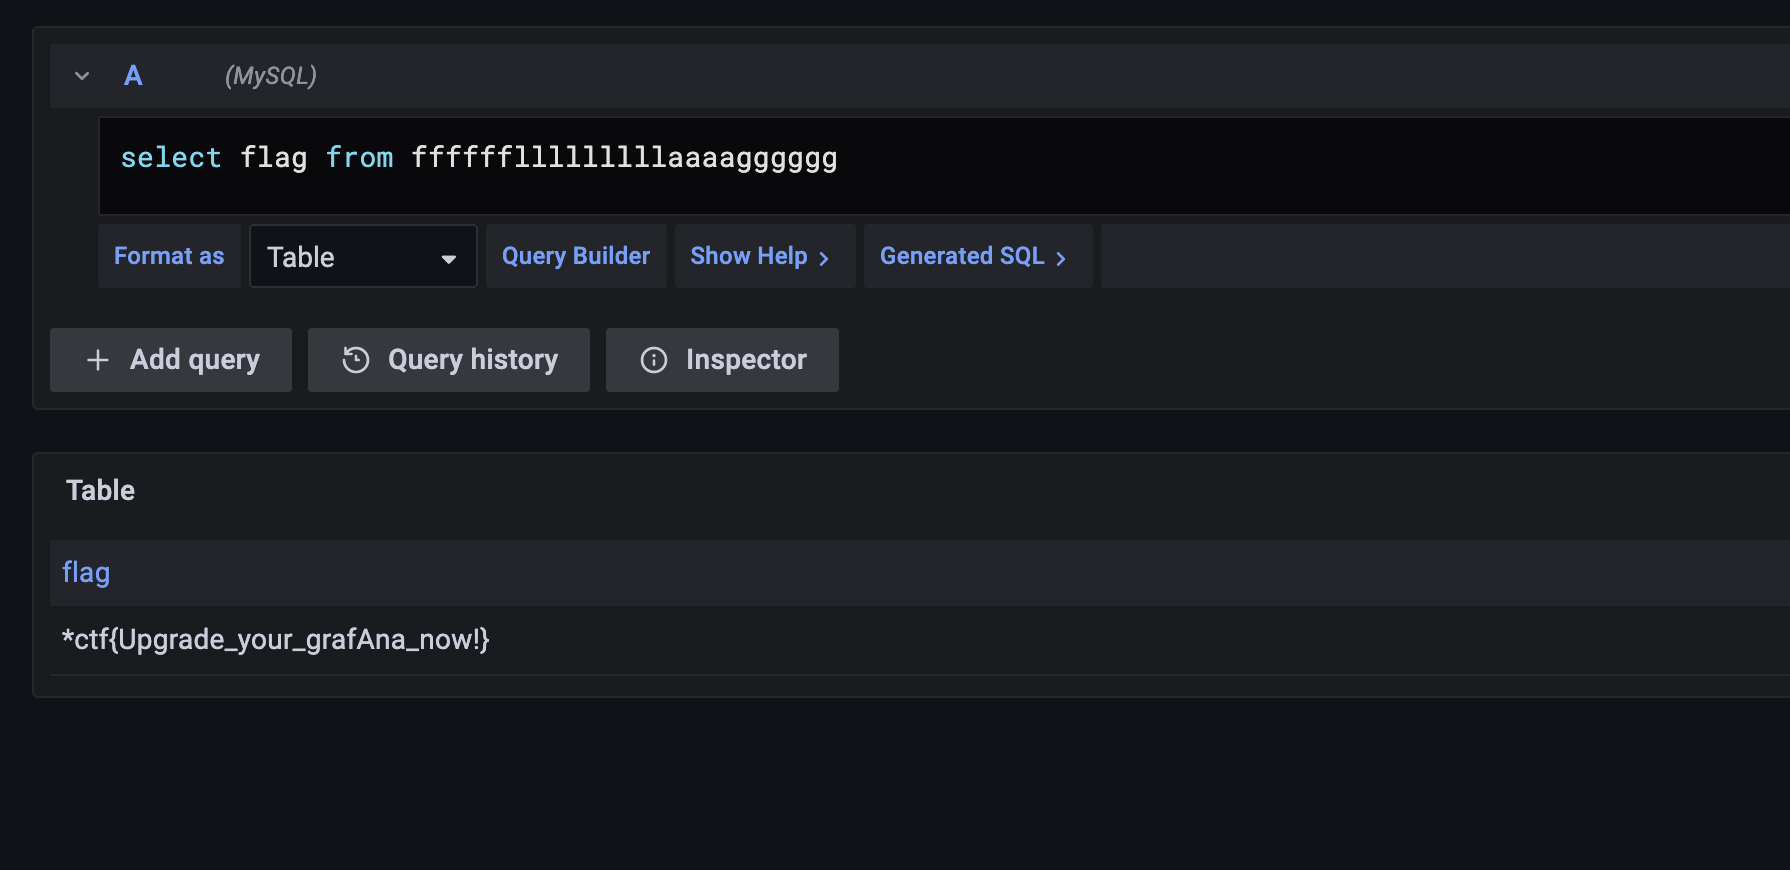 A (MySQL)
select flag from fffffflllllllllaaaagggggg
Format as Table Query Builder Show Help > Generated SQL >
+ Add query Query history Inspector
Table
flag
*ctf{Upgrade_your_grafAna_now!}